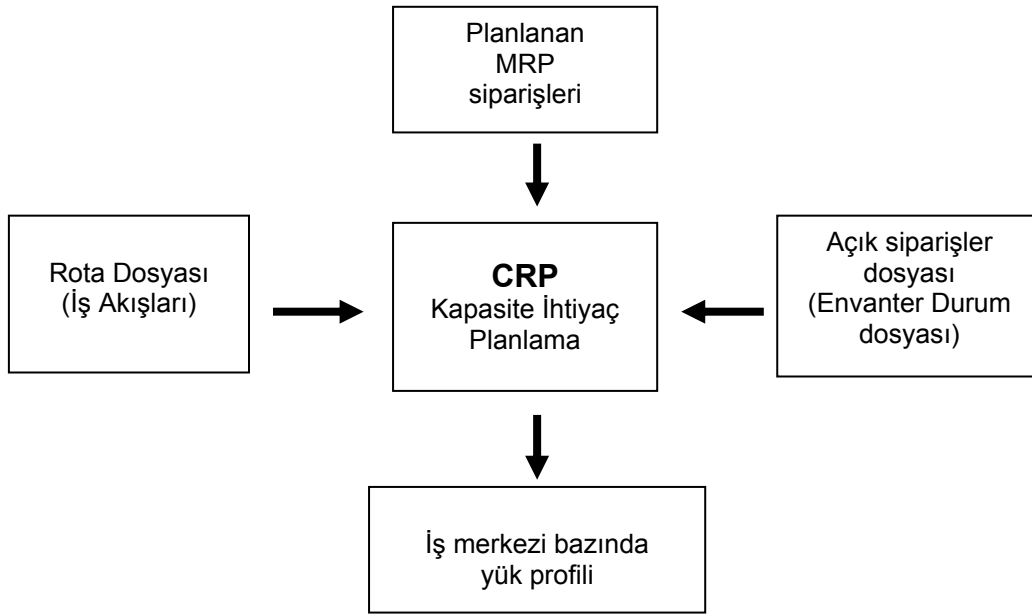 Planlanan
MRP
siparişleri
Rota Dosyası
(İş Akışları)
CRP
Kapasite İhtiyaç
Planlama
Açık siparişler
dosyası
(Envanter Durum
dosyası)
İş merkezi bazında
yük profili